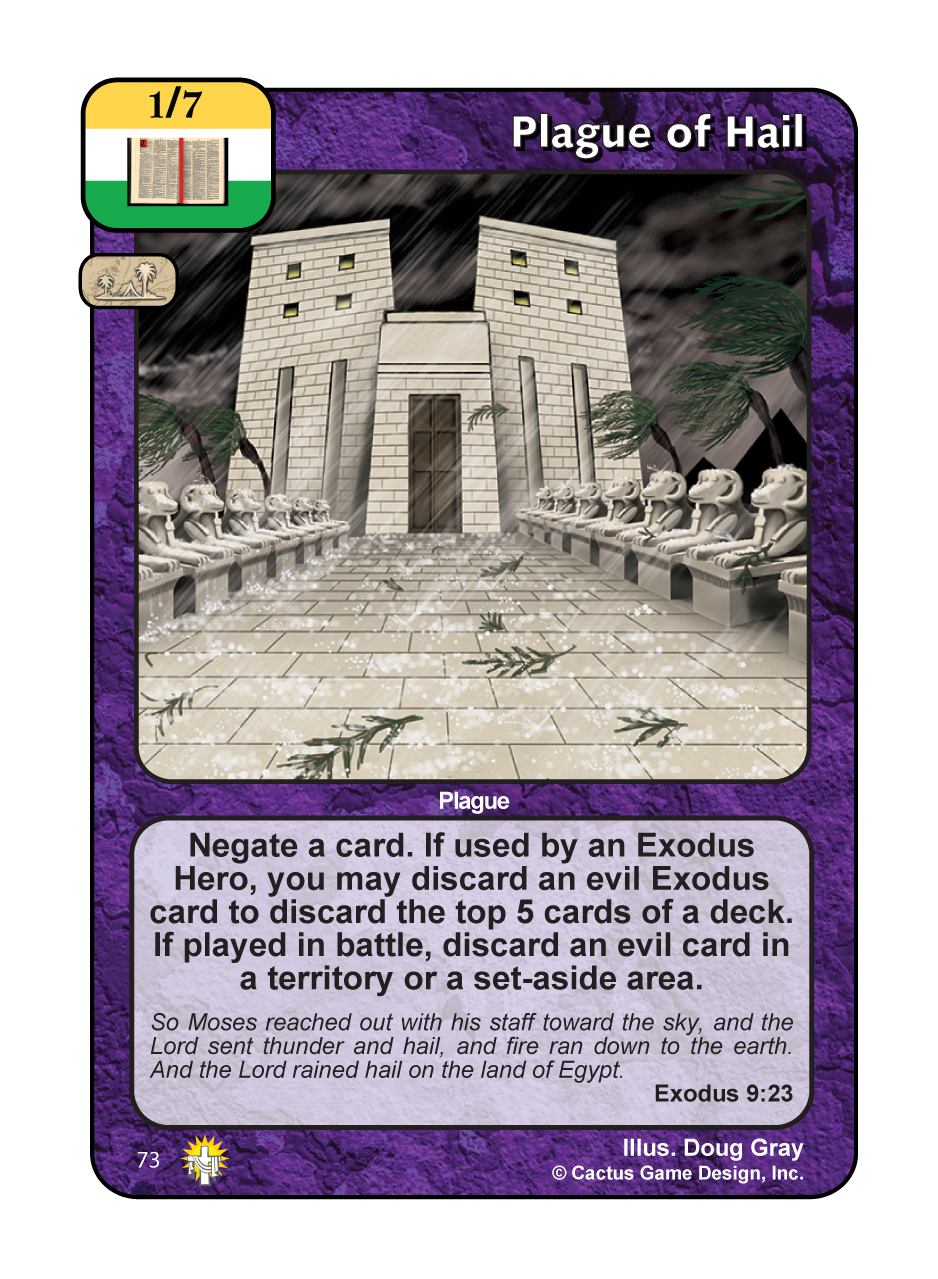 1/7
Plague of Hail
Plague
Negate a card. If used by an Exodus
Hero, you may discard an evil Exodus
card to discard the top 5 cards of a deck.
If played in battle, discard an evil card in
a territory or a set-aside area.
So Moses reached out with his staff toward the sky, and the
Lord sent thunder and hail, and fire ran down to the earth.
And the Lord rained hail on the land of Egypt.
Exodus 9:23
73
Illus. Doug Gray
© Cactus Game Design, Inc.